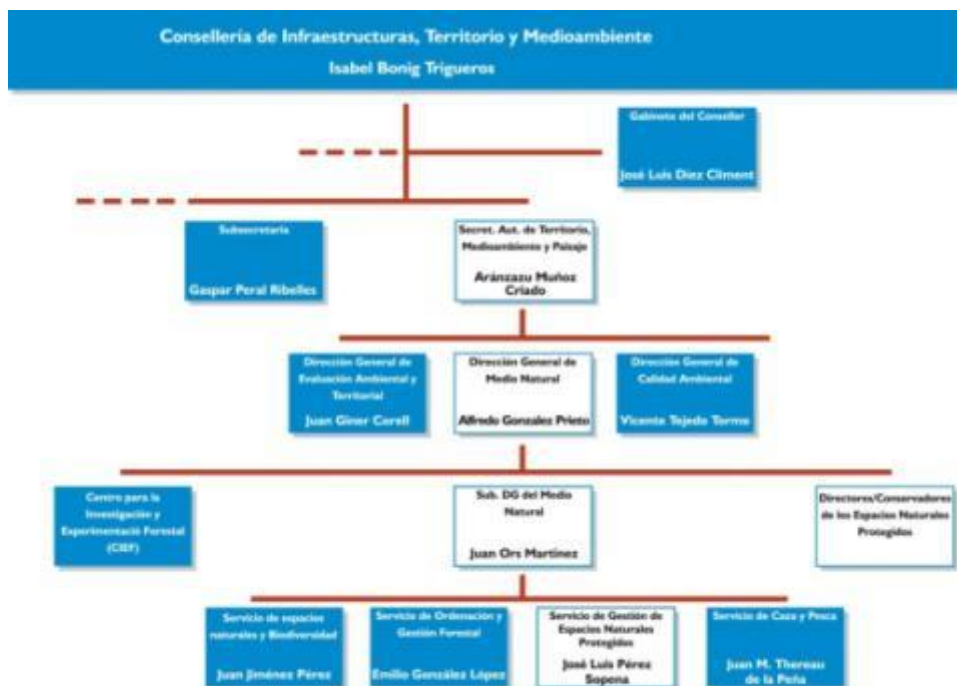 Consellería de Infraestructuras, Territorio y Medioambiente
Isabel Bonig Trigueros
Gabinete del Conseller
José Luis Díez Climent
Subsecretaría
Gaspar Peral Ribelles
Secret. Aut. de Territorio,
Medioambiente y Paisaje
Aránzazu Muñoz
Criado
Dirección General de
Evaluación Ambiental y
Territorial
Juan Giner Corell
Dirección General de
Medio Natural
Alfredo Gonzalez Prieto
Dirección General de
Calidad Ambiental
Vicente Tejedo Tormo
Centro para la
Investigación y
Experimentació Forestal
(CIEF)
Sub. DG del Medio
Natural
Juan Ors Martínez
Directores/Conservadores
de los Espacios Naturales
Protegidos
Servicio de espacios
naturales y Biodiversidad
Juan Jiménez Pérez
Servicio de Ordenación y
Gestión Forestal
Emilio González López
Servicio de Gestión de
Espacios Naturales
Protegidos
José Luis Pérez
Sopena
Servicio de Caza y Pesca
Juan M. Thereau
de la Peña